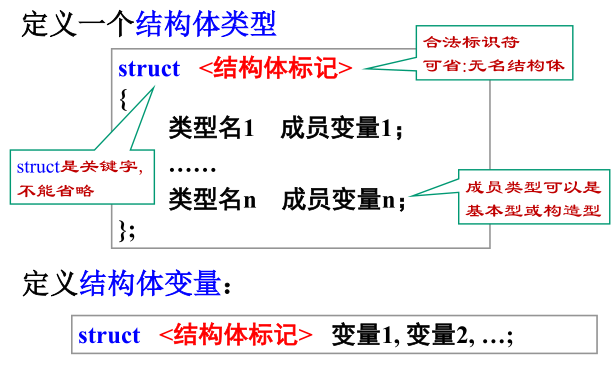 定义一个结构体类型
struct <结构体标记>
合法标识符
可省:无名结构体
{
类型名1 成员变量1;
……
类型名n 成员变量n;
};
struct是关键字,
不能省略
成员类型可以是
基本型或构造型
定义结构体变量:
struct <结构体标记> 变量1, 变量2, …;